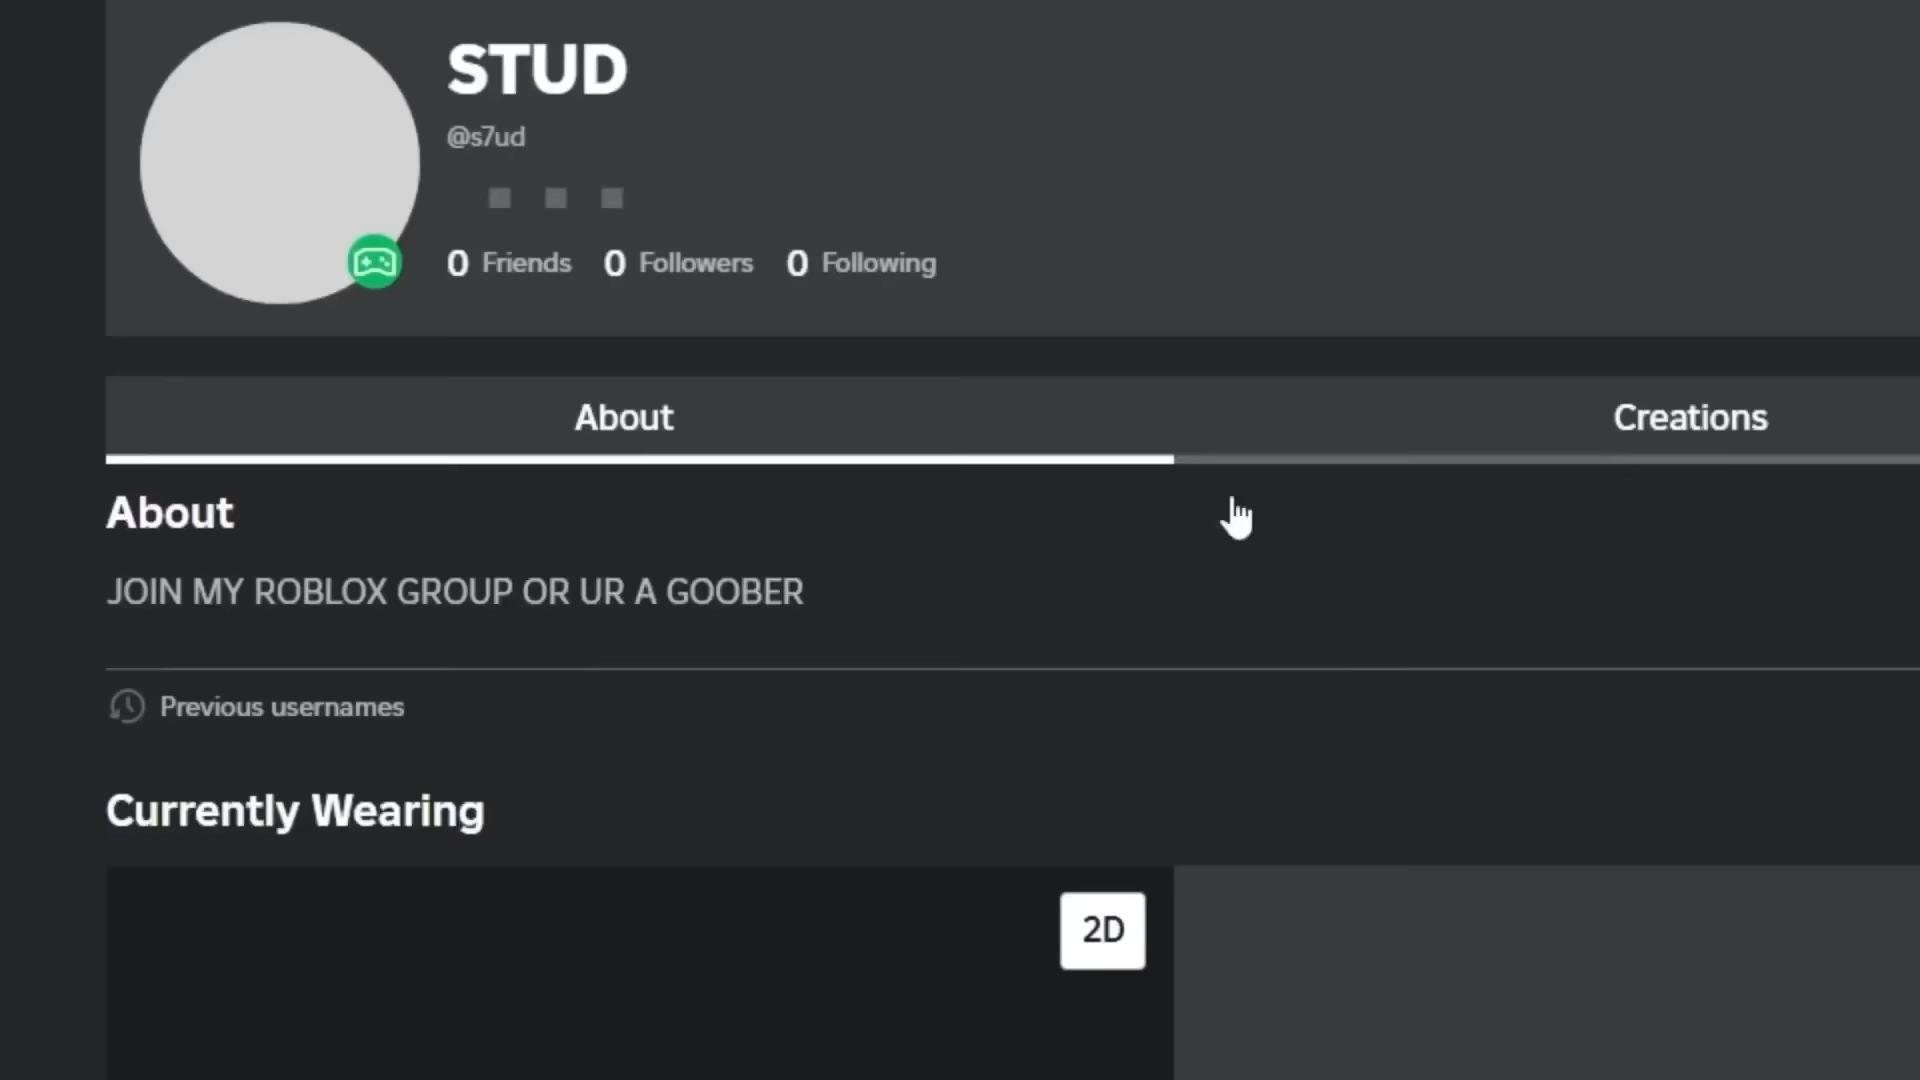 STUD
@s7ud
0 Friends 0 Followers 0 Following
About Creations
About
JOIN MY ROBLOX GROUP OR UR A GOOBER
Previous usernames
Currently Wearing
2D